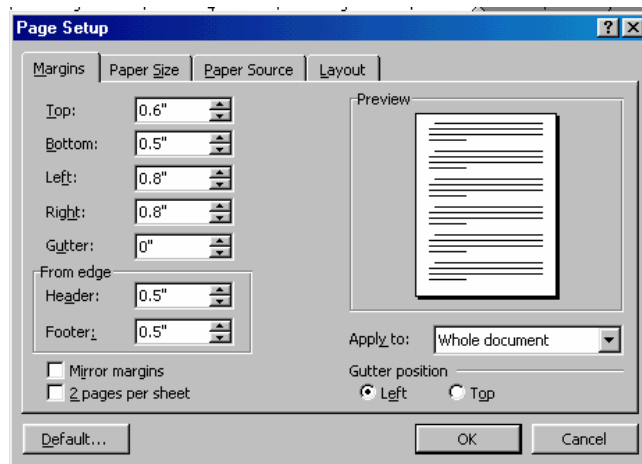 Page Setup
Margins Paper Size Paper Source Layout
Top: 0.6"
Bottom: 0.5"
Left: 0.8"
Right: 0.8"
Gutter: 0"
From edge
Header: 0.5"
Footer: 0.5"
Mirror margins
2 pages per sheet
Preview
Apply to: Whole document
Gutter position
Left Top
Default... OK Cancel